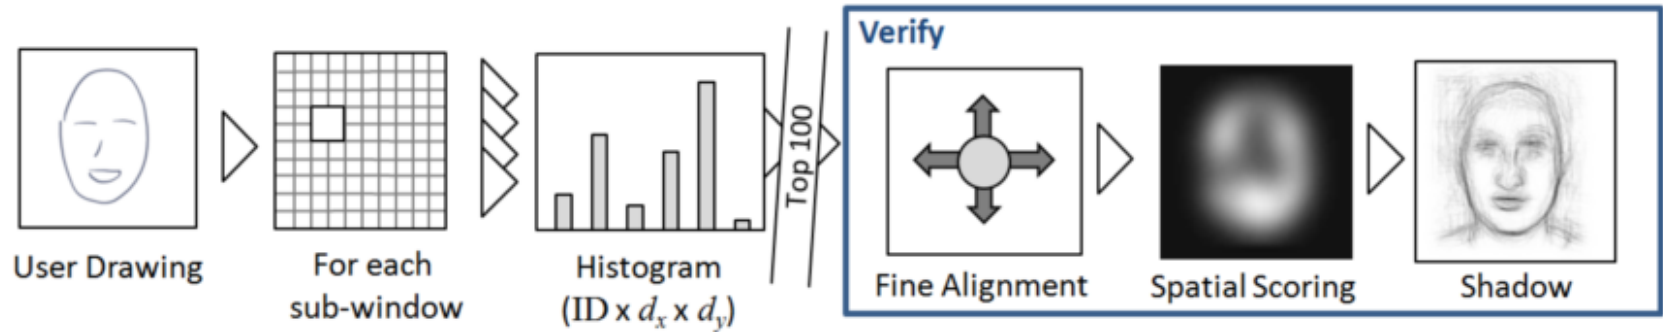 User Drawing
For each
sub-window
Histogram
(ID x dx x dy)
Top 100
Verify
Fine Alignment
Spatial Scoring
Shadow